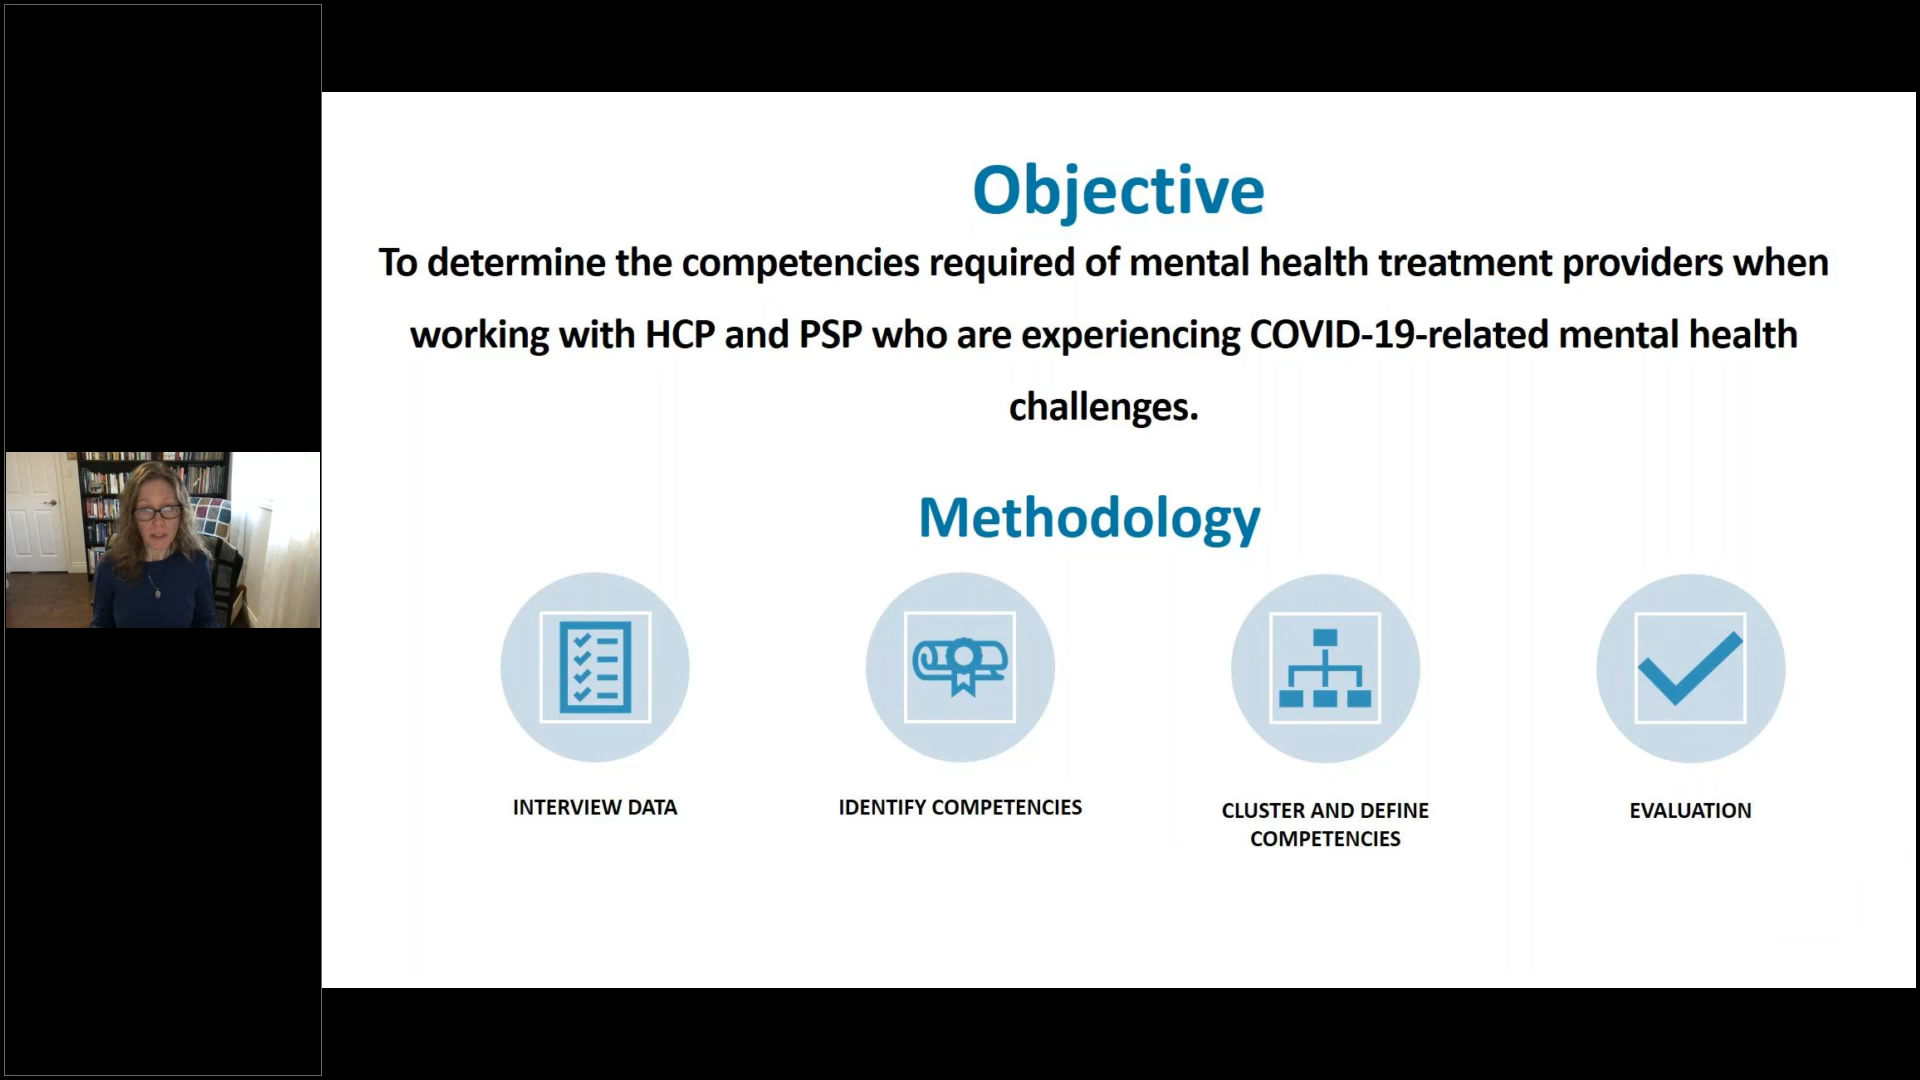 Objective
To determine the competencies required of mental health treatment providers when
working with HCP and PSP who are experiencing COVID-19-related mental health
challenges.
Methodology
INTERVIEW DATA
IDENTIFY COMPETENCIES
CLUSTER AND DEFINE
COMPETENCIES
EVALUATION